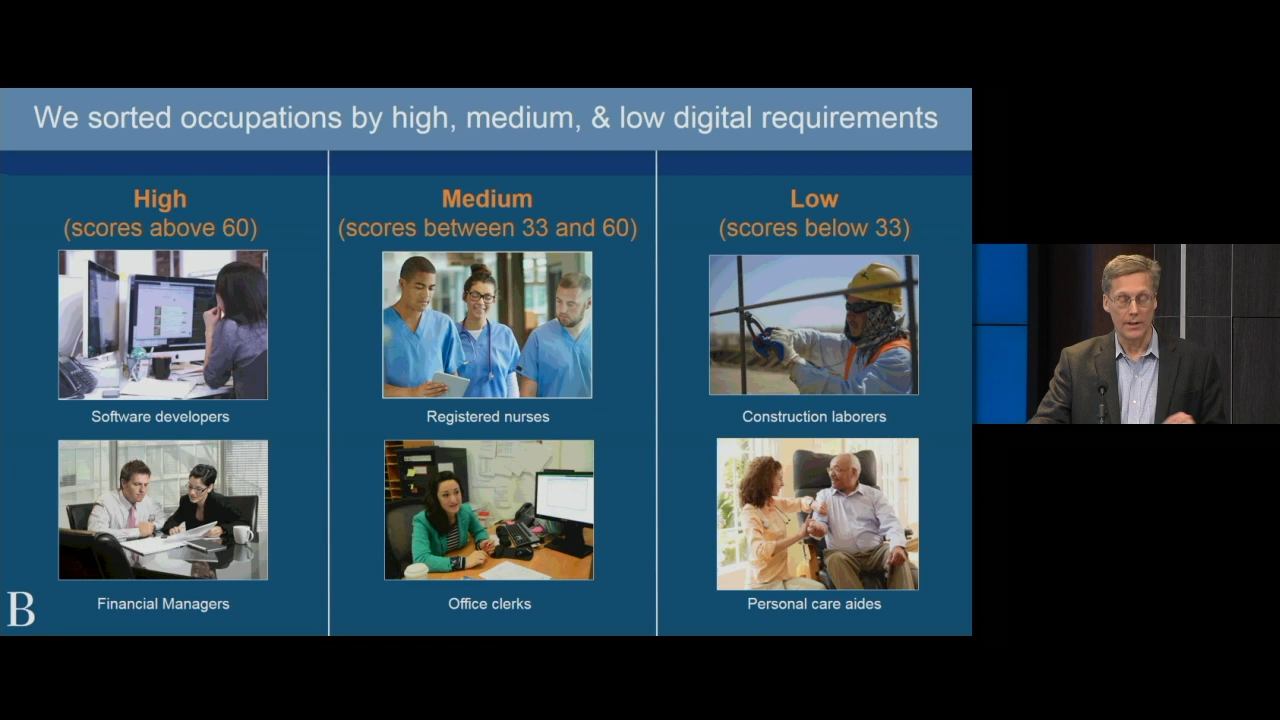 We sorted occupations by high, medium, & low digital requirements
High
(scores above 60)
Software developers
Financial Managers
Medium
(scores between 33 and 60)
Registered nurses
Office clerks
Low
(scores below 33)
Construction laborers
Personal care aides
B